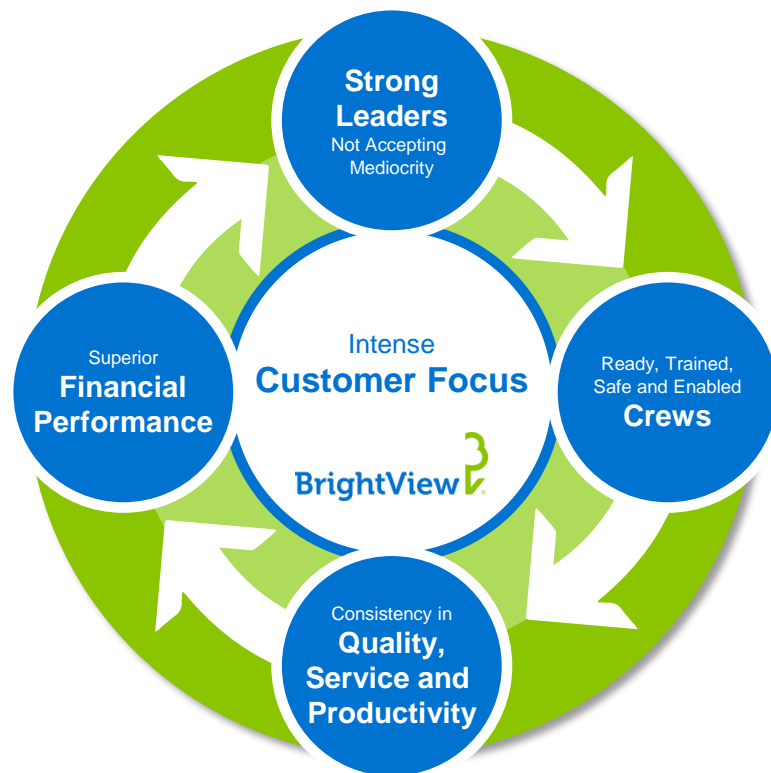 Strong
Leaders
Not Accepting
Mediocrity
Ready, Trained,
Safe and Enabled
Crews
Intense
Customer Focus
BrightView
Superior
Financial
Performance
Consistency in
Quality,
Service and
Productivity